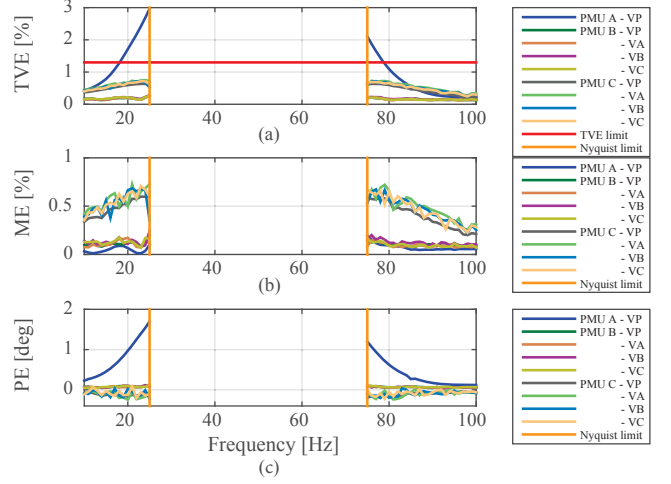 TVE [%]
3
2
1
0
20 40 60 80 100
(a)
PMU A - VP
PMU B - VP
- VA
- VB
- VC
PMU C - VP
- VA
- VB
- VC
TVE limit
Nyquist limit
ME [%]
1
0.5
0
20 40 60 80 100
(b)
PMU A - VP
PMU B - VP
- VA
- VB
- VC
PMU C - VP
- VA
- VB
- VC
Nyquist limit
PE [deg]
2
1
0
20 40 60 80 100
Frequency [Hz]
(c)
PMU A - VP
PMU B - VP
- VA
- VB
- VC
PMU C - VP
- VA
- VB
- VC
Nyquist limit